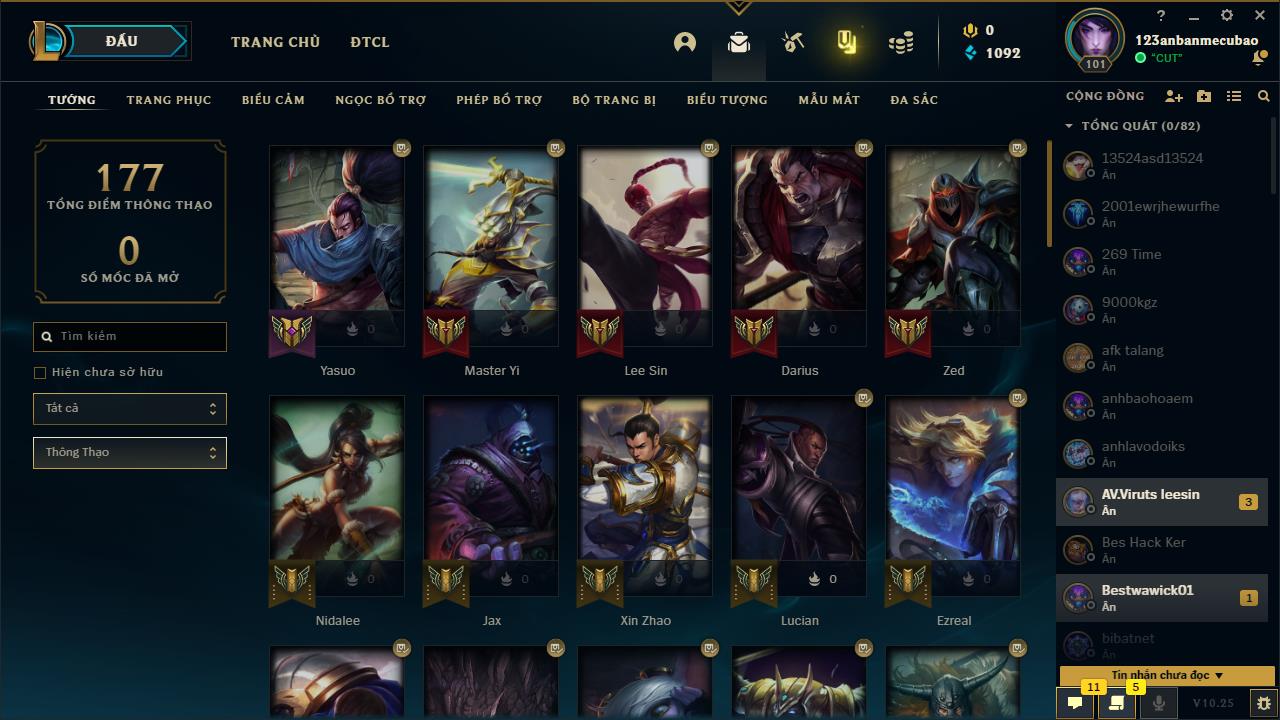 ĐẤU
TRANG CHỦ
ĐTCL
0
1092
101
123anbanmecubao
“CUT”
TƯỚNG
TRANG PHỤC
BIỂU CẢM
NGỌC BỔ TRỢ
PHÉP BỔ TRỢ
BỘ TRANG BỊ
BIỂU TƯỢNG
MẪU MẮT
ĐA SẮC
177
TỔNG ĐIỂM THÔNG THẠO
0
SỐ MỐC ĐÃ MỞ
Tìm kiếm
Hiện chưa sở hữu
Tất cả
Thông Thạo
0
0
0
0
0
Yasuo
Master Yi
Lee Sin
Darius
Zed
0
0
0
0
0
Nidalee
Jax
Xin Zhao
Lucian
Ezreal
CỘNG ĐỒNG
TỔNG QUÁT (0/82)
13524asd13524
Ẩn
2001ewrjhewurfhe
Ẩn
269 Time
Ẩn
9000kgz
Ẩn
afk talang
Ẩn
anhbaohoaem
Ẩn
anhlavodoiks
Ẩn
AV.Viruts leesin
Ẩn
3
Bes Hack Ker
Ẩn
Bestwawick01
Ẩn
1
bibatnet
Ẩn
Tin nhắn chưa đọc
11
5
V10.25